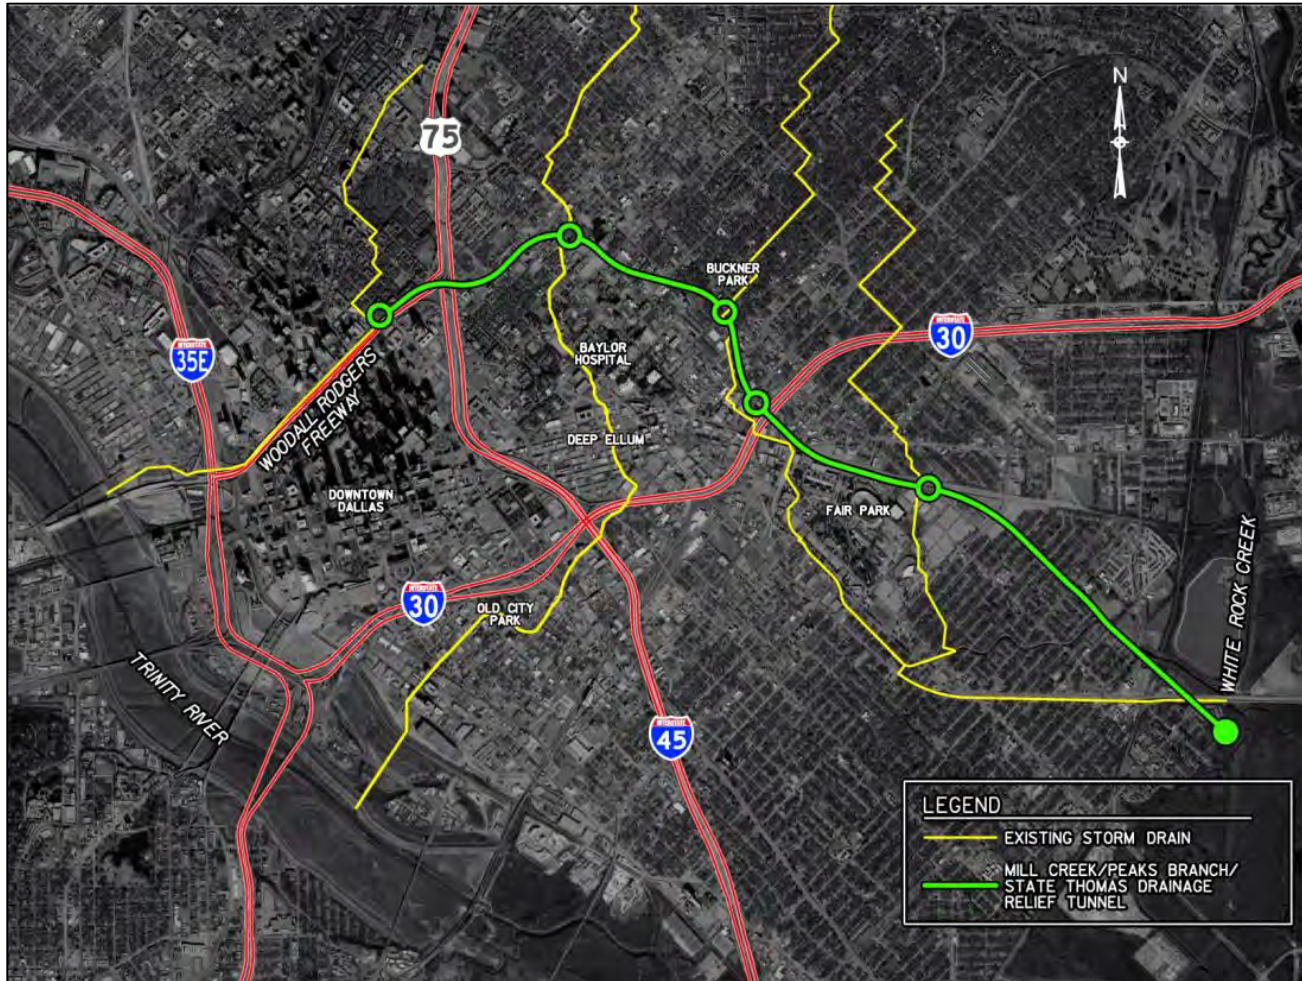 N
75
BUCKNER
PARK
INTERSTATE
30
INTERSTATE
35E
BAYLOR
HOSPITAL
WOODALL RODGERS
FREEWAY
DEEP ELLUM
DOWNTOWN
DALLAS
FAIR PARK
INTERSTATE
30
OLD CITY
PARK
WHITE ROCK CREEK
TRINITY RIVER
INTERSTATE
45
LEGEND
EXISTING STORM DRAIN
MILL CREEK/PEAKS BRANCH/
STATE THOMAS DRAINAGE
RELIEF TUNNEL